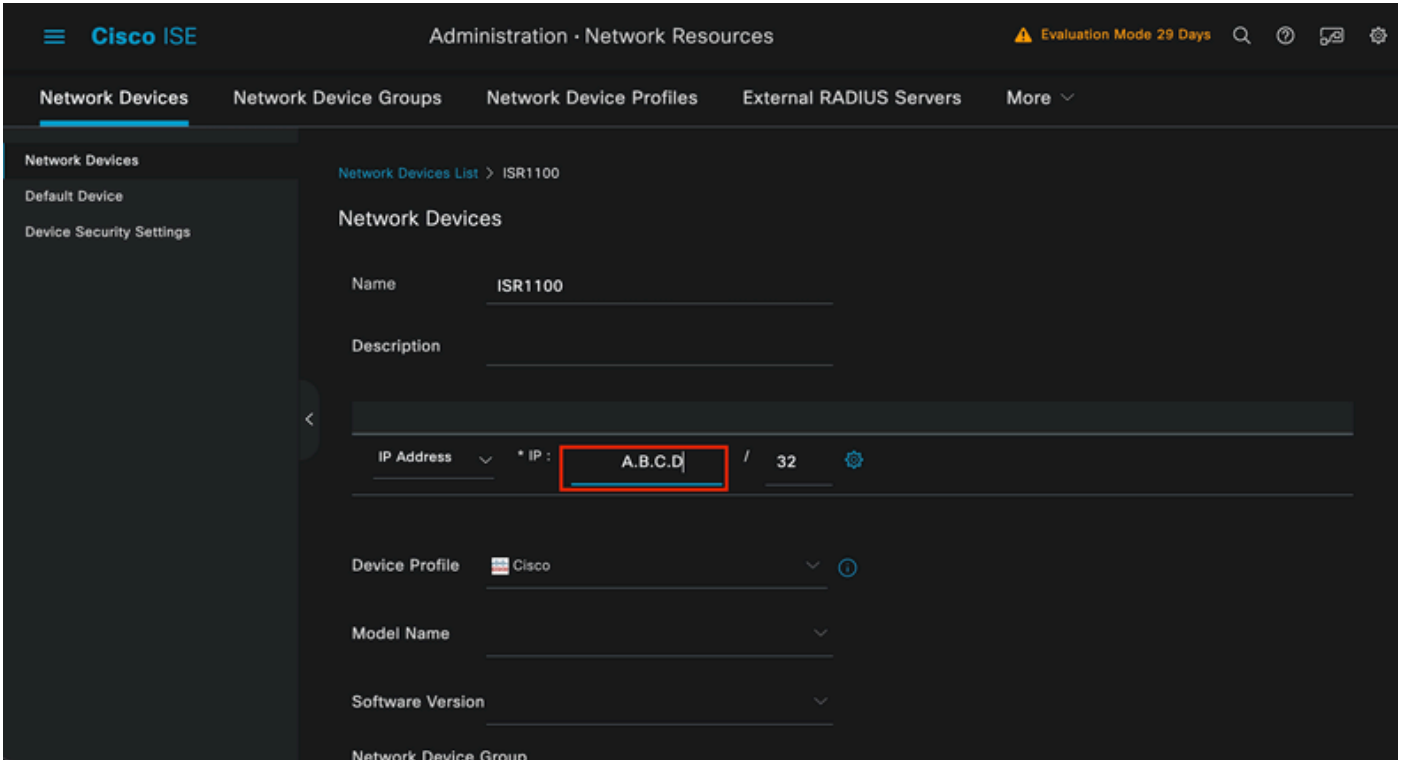 Cisco ISE
Administration · Network Resources
Evaluation Mode 29 Days
Network Devices
Network Device Groups
Network Device Profiles
External RADIUS Servers
More
Network Devices
Default Device
Device Security Settings
Network Devices List > ISR1100
Network Devices
Name ISR1100
Description
IP Address * IP : A.B.C.D / 32
Device Profile Cisco
Model Name
Software Version
Network Device Group